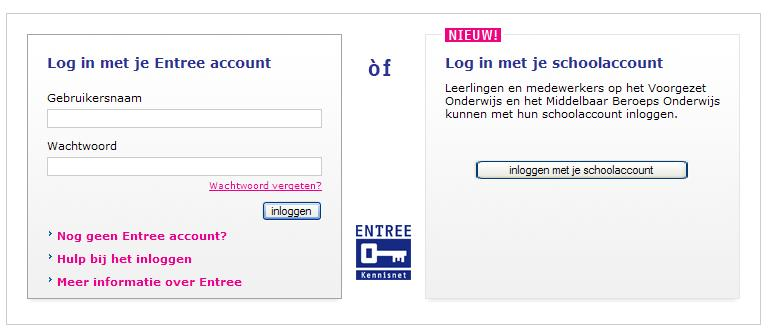 Log in met je Entree account
Gebruikersnaam
Wachtwoord
Wachtwoord vergeten?
inloggen
Nog geen Entree account?
Hulp bij het inloggen
Meer informatie over Entree
òf
ENTREE
Kennisnet
NIEUW!
Log in met je schoolaccount
Leerlingen en medewerkers op het Voorgezet
Onderwijs en het Middelbaar Beroeps Onderwijs
kunnen met hun schoolaccount inloggen.
inloggen met je schoolaccount